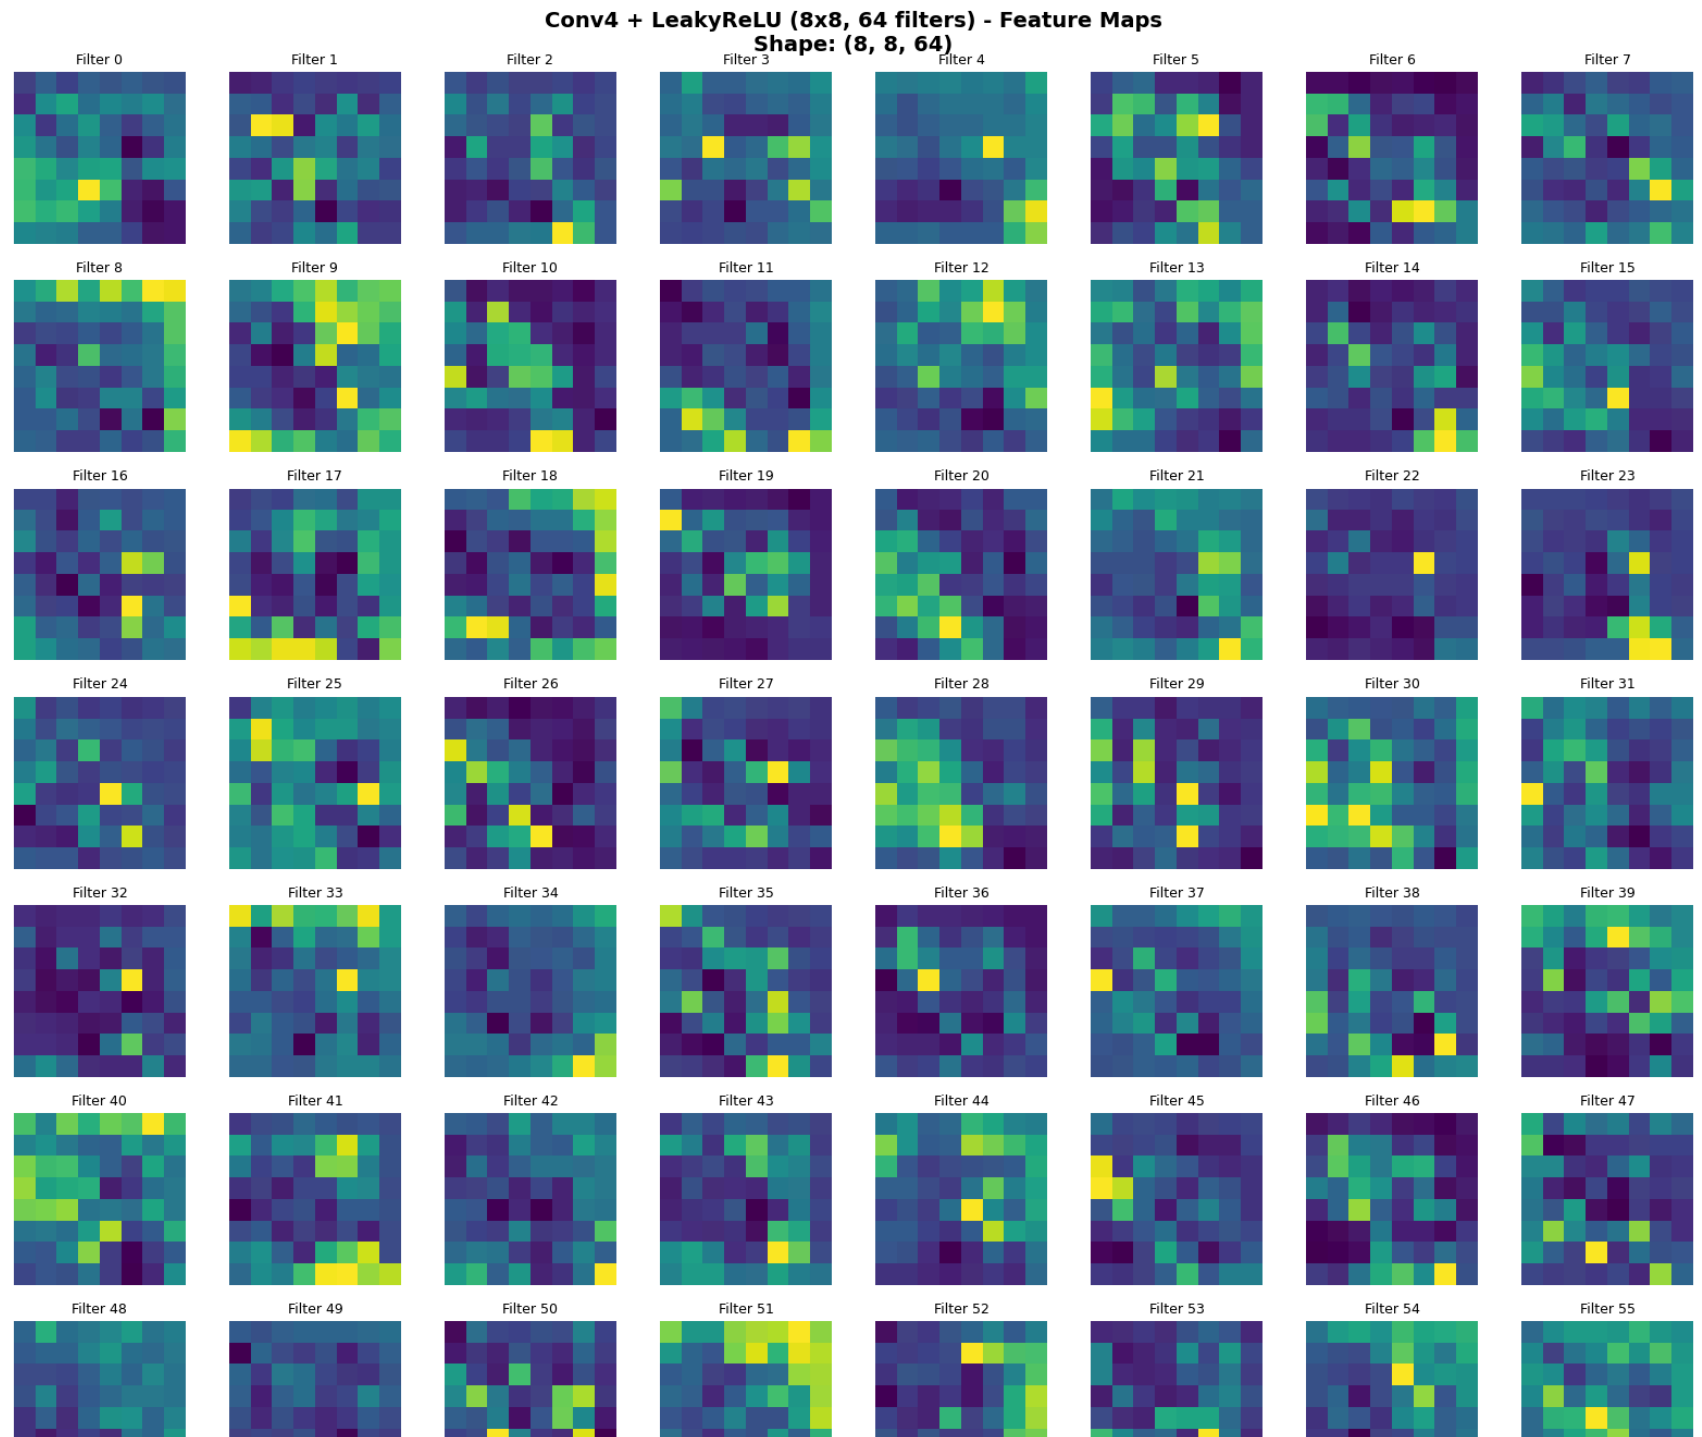 Conv4 + LeakyReLU (8x8, 64 filters) - Feature Maps
Shape: (8, 8, 64)
Filter 0 Filter 1 Filter 2 Filter 3 Filter 4 Filter 5 Filter 6 Filter 7
Filter 8 Filter 9 Filter 10 Filter 11 Filter 12 Filter 13 Filter 14 Filter 15
Filter 16 Filter 17 Filter 18 Filter 19 Filter 20 Filter 21 Filter 22 Filter 23
Filter 24 Filter 25 Filter 26 Filter 27 Filter 28 Filter 29 Filter 30 Filter 31
Filter 32 Filter 33 Filter 34 Filter 35 Filter 36 Filter 37 Filter 38 Filter 39
Filter 40 Filter 41 Filter 42 Filter 43 Filter 44 Filter 45 Filter 46 Filter 47
Filter 48 Filter 49 Filter 50 Filter 51 Filter 52 Filter 53 Filter 54 Filter 55